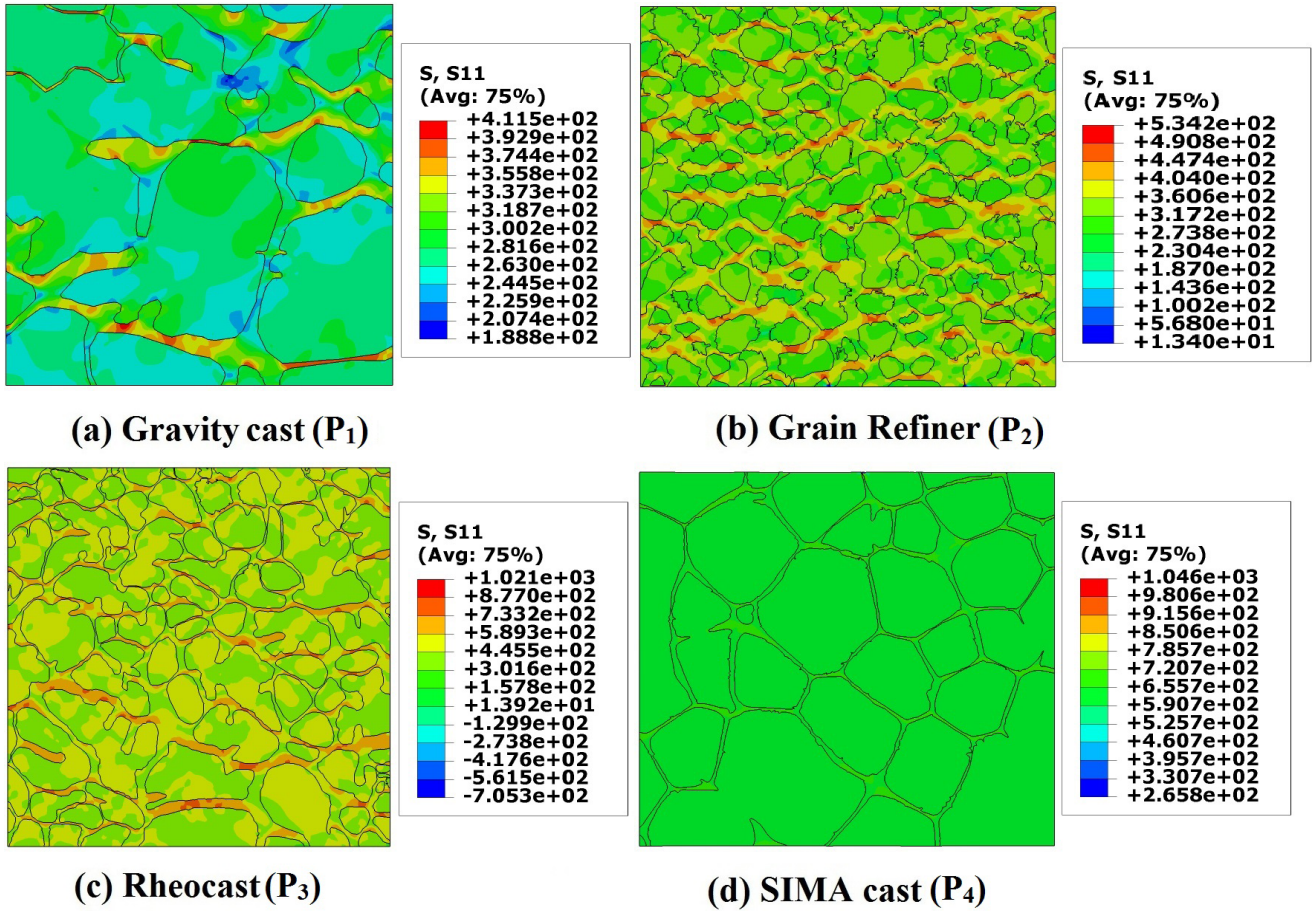 S, S11
(Avg: 75%)
+4.115e+02
+3.929e+02
+3.744e+02
+3.558e+02
+3.373e+02
+3.187e+02
+3.002e+02
+2.816e+02
+2.630e+02
+2.445e+02
+2.259e+02
+2.074e+02
+1.888e+02
(a) Gravity cast (P₁)
S, S11
(Avg: 75%)
+5.342e+02
+4.908e+02
+4.474e+02
+4.040e+02
+3.606e+02
+3.172e+02
+2.738e+02
+2.304e+02
+1.870e+02
+1.436e+02
+1.002e+02
+5.680e+01
+1.340e+01
(b) Grain Refiner (P₂)
S, S11
(Avg: 75%)
+1.021e+03
+8.770e+02
+7.332e+02
+5.893e+02
+4.455e+02
+3.016e+02
+1.578e+02
+1.392e+01
-1.299e+02
-2.738e+02
-4.176e+02
-5.615e+02
-7.053e+02
(c) Rheocast (P₃)
S, S11
(Avg: 75%)
+1.046e+03
+9.806e+02
+9.156e+02
+8.506e+02
+7.857e+02
+7.207e+02
+6.557e+02
+5.907e+02
+5.257e+02
+4.607e+02
+3.957e+02
+3.307e+02
+2.658e+02
(d) SIMA cast (P₄)